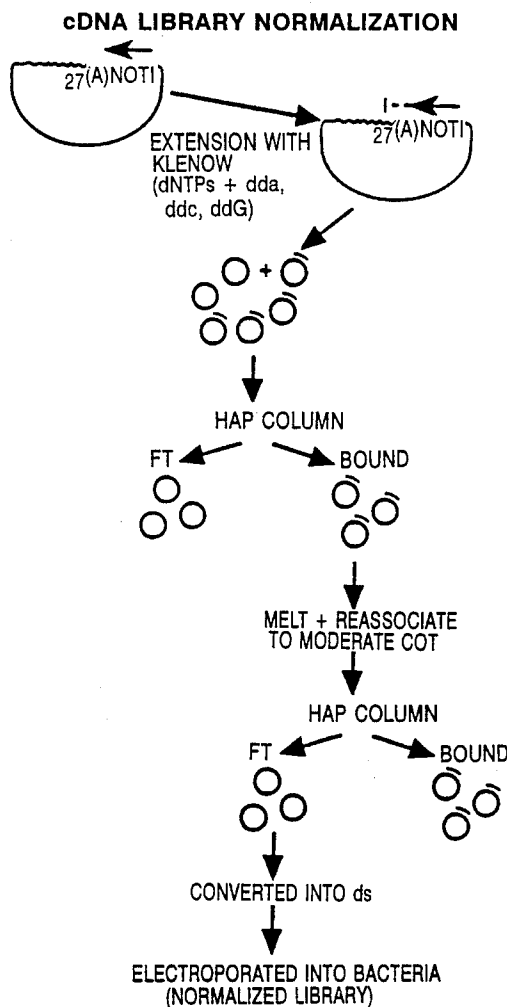 cDNA LIBRARY NORMALIZATION
27(A)NOTI
I
27(A)NOTI
EXTENSION WITH
KLENOW
(dNTPs + dda,
ddc, ddG)
+
HAP COLUMN
FT
BOUND
MELT + REASSOCIATE
TO MODERATE COT
HAP COLUMN
FT
BOUND
CONVERTED INTO ds
ELECTROPORATED INTO BACTERIA
(NORMALIZED LIBRARY)